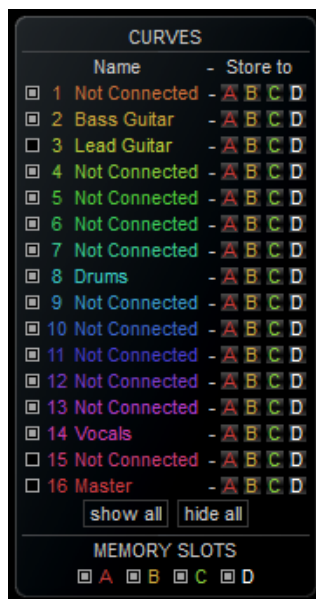 CURVES
Name - Store to
1 Not Connected - A B C D
2 Bass Guitar - A B C D
3 Lead Guitar - A B C D
4 Not Connected - A B C D
5 Not Connected - A B C D
6 Not Connected - A B C D
7 Not Connected - A B C D
8 Drums - A B C D
9 Not Connected - A B C D
10 Not Connected - A B C D
11 Not Connected - A B C D
12 Not Connected - A B C D
13 Not Connected - A B C D
14 Vocals - A B C D
15 Not Connected - A B C D
16 Master - A B C D
show all hide all
MEMORY SLOTS
A B C D